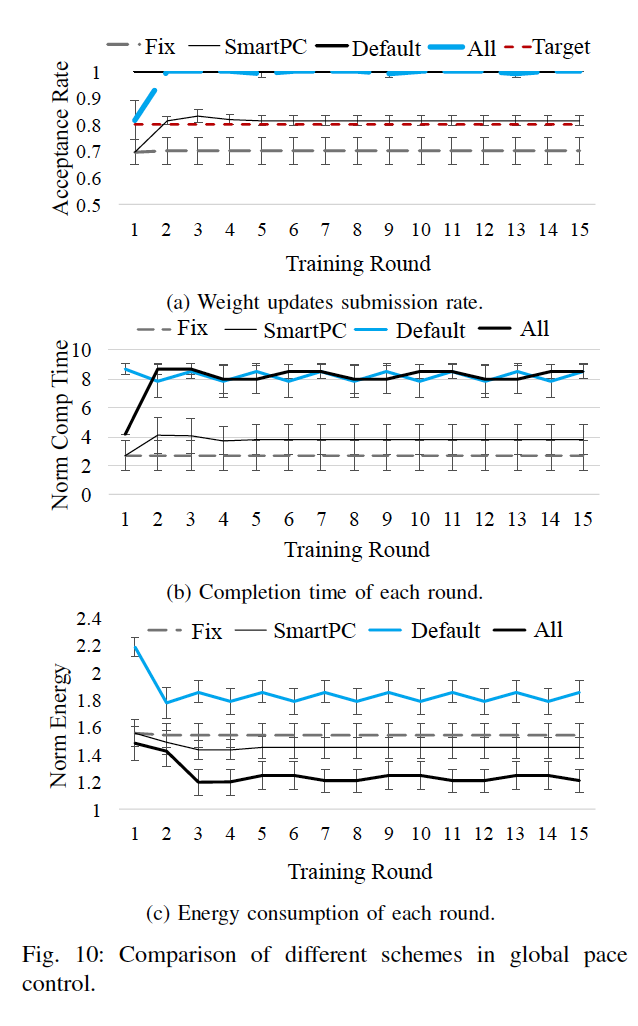 Fix SmartPC Default All Target
Acceptance Rate
1
0.9
0.8
0.7
0.6
0.5
1 2 3 4 5 6 7 8 9 10 11 12 13 14 15
Training Round
(a) Weight updates submission rate.
Fix SmartPC Default All
Norm Comp Time
10
8
6
4
2
0
1 2 3 4 5 6 7 8 9 10 11 12 13 14 15
Training Round
(b) Completion time of each round.
Fix SmartPC Default All
Norm Energy
2.4
2.2
2
1.8
1.6
1.4
1.2
1
1 2 3 4 5 6 7 8 9 10 11 12 13 14 15
Training Round
(c) Energy consumption of each round.
Fig. 10: Comparison of different schemes in global pace
control.